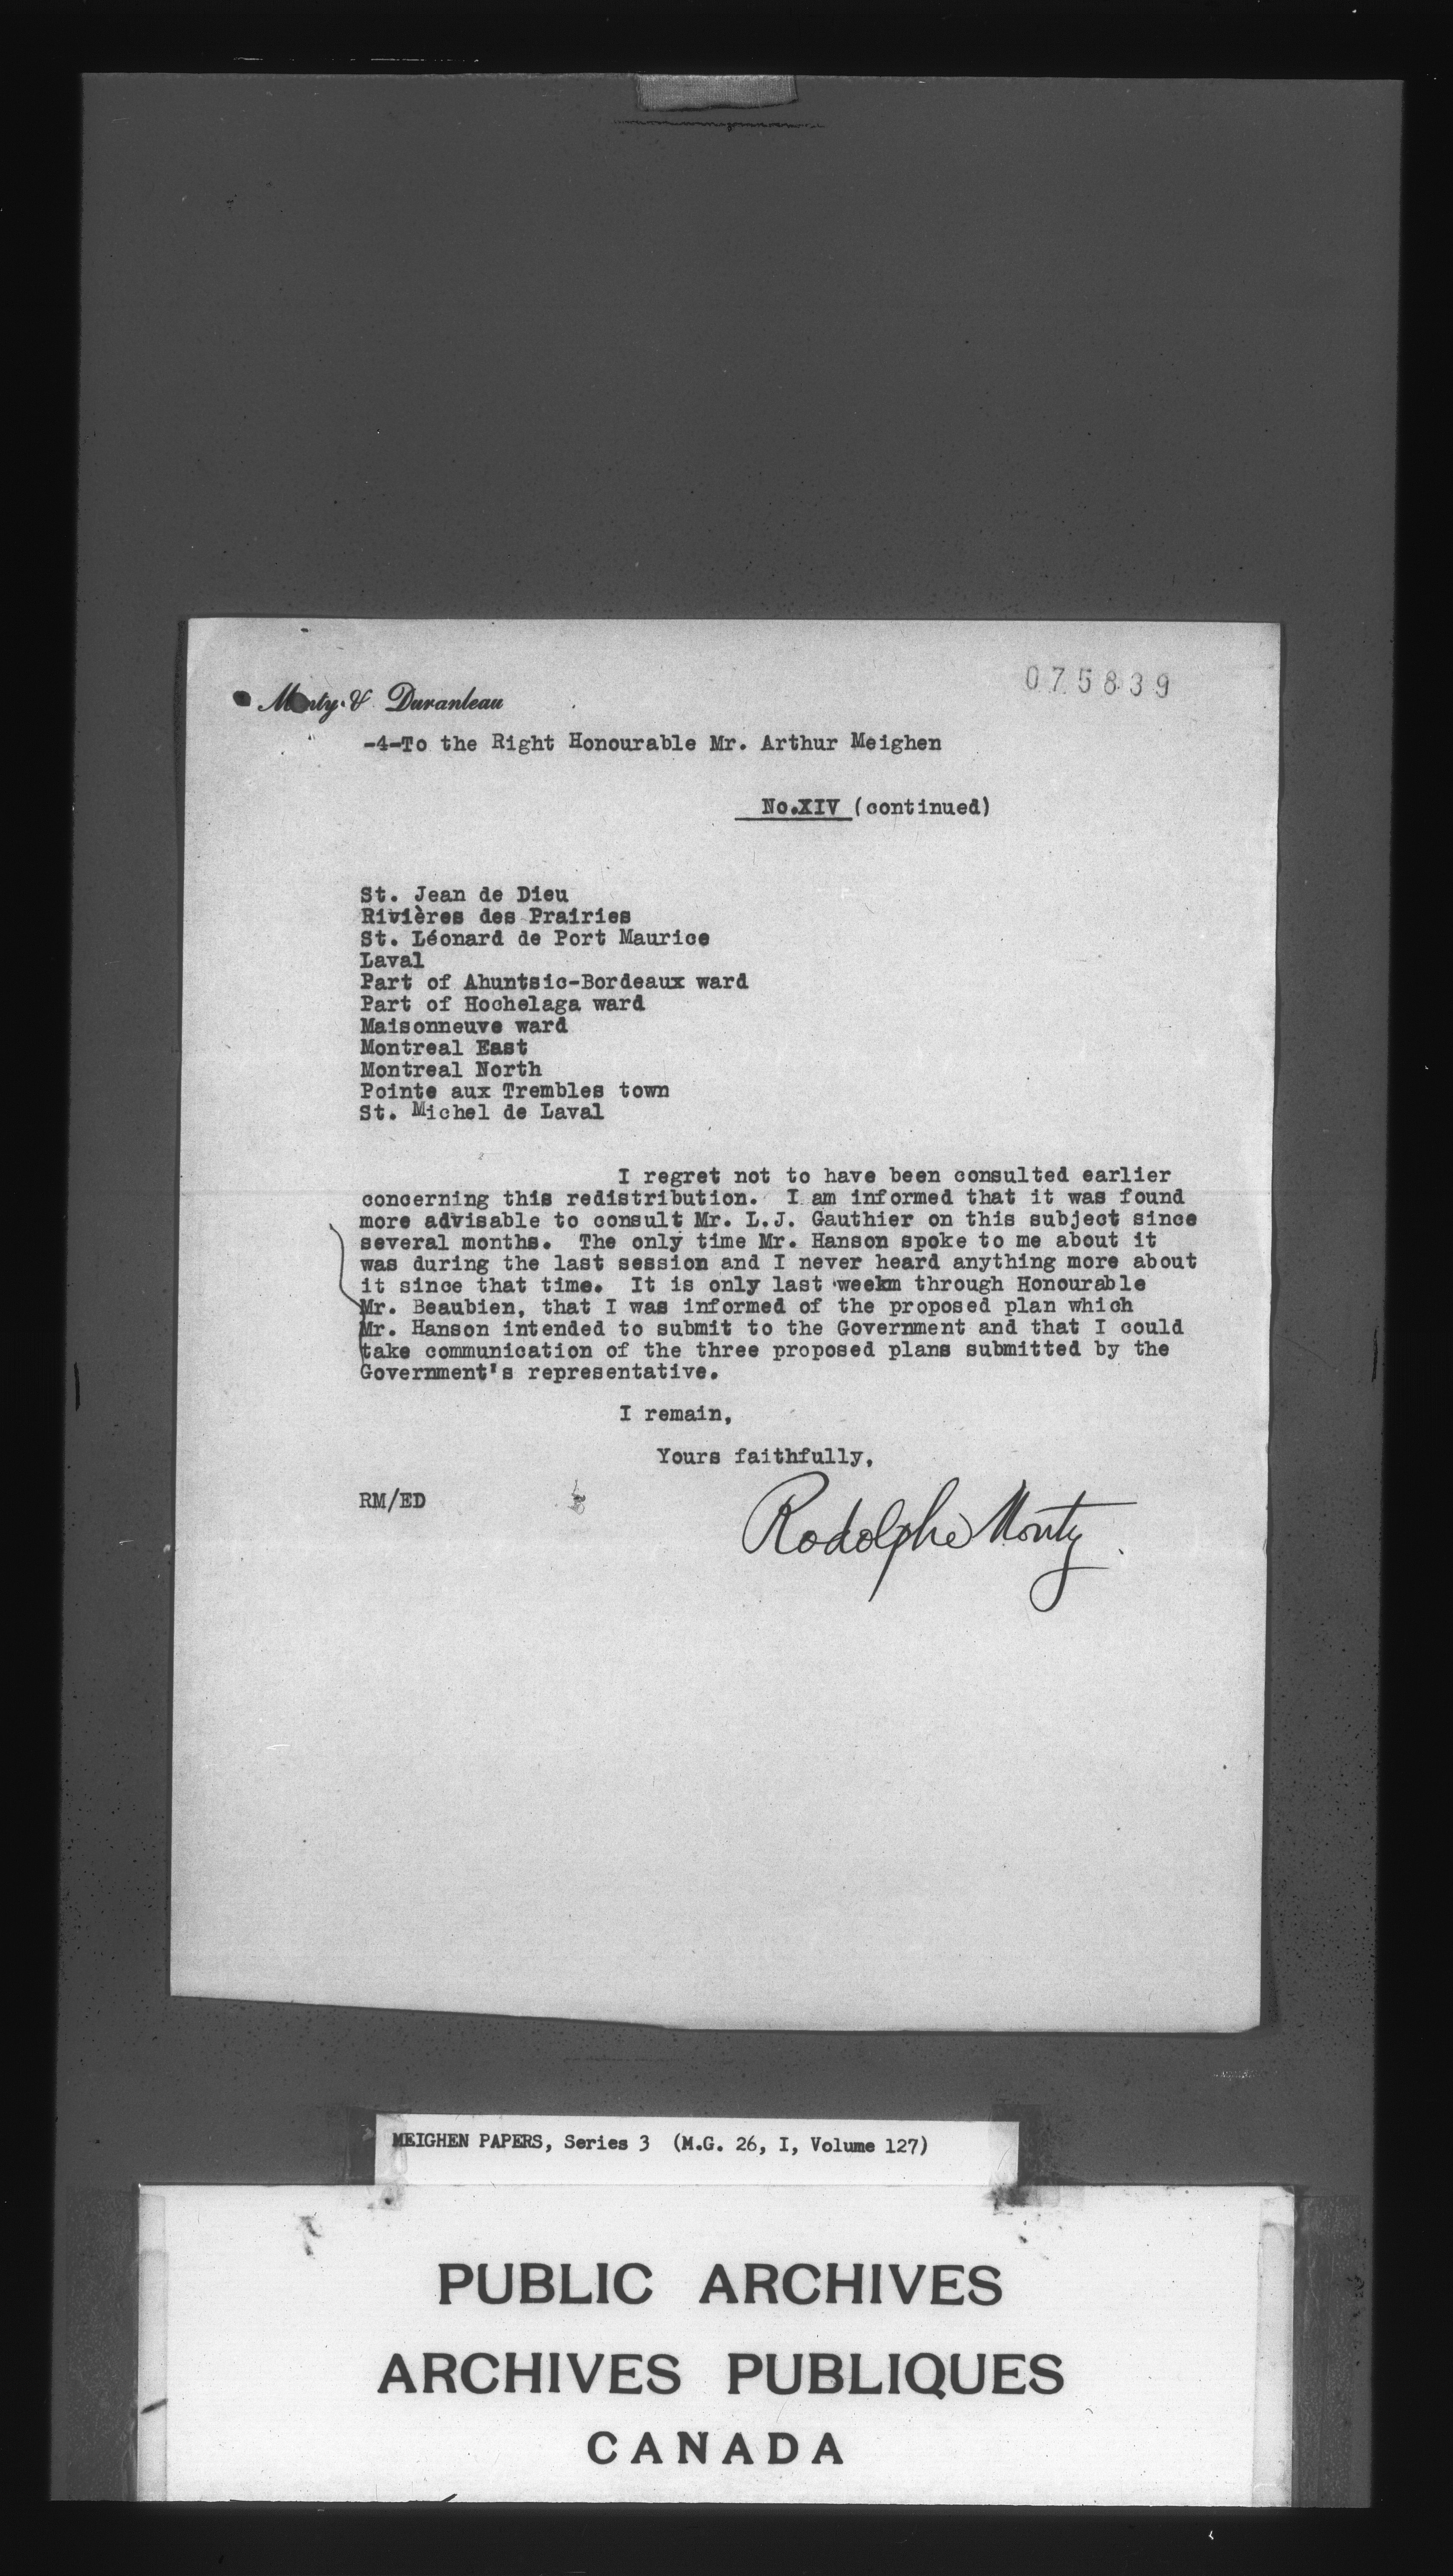 075839
Monty & Duranleau
-4-To the Right Honourable Mr. Arthur Meighen
No.XIV (continued)
St. Jean de Dieu
Rivières des Prairies
St. Léonard de Port Maurice
Laval
Part of Ahuntsic-Bordeaux ward
Part of Hochelaga ward
Maisonneuve ward
Montreal East
Montreal North
Pointe aux Trembles town
St. Michel de Laval
I regret not to have been consulted earlier
concerning this redistribution. I am informed that it was found
more advisable to consult Mr. L.J. Gauthier on this subject since
several months. The only time Mr. Hanson spoke to me about it
was during the last session and I never heard anything more about
it since that time. It is only last weekm through Honourable
Mr. Beaubien, that I was informed of the proposed plan which
Mr. Hanson intended to submit to the Government and that I could
take communication of the three proposed plans submitted by the
Government's representative.
I remain,
Yours faithfully,
RM/ED
Rodolphe Monty
MEIGHEN PAPERS, Series 3 (M.G. 26, I, Volume 127)
PUBLIC ARCHIVES
ARCHIVES PUBLIQUES
CANADA